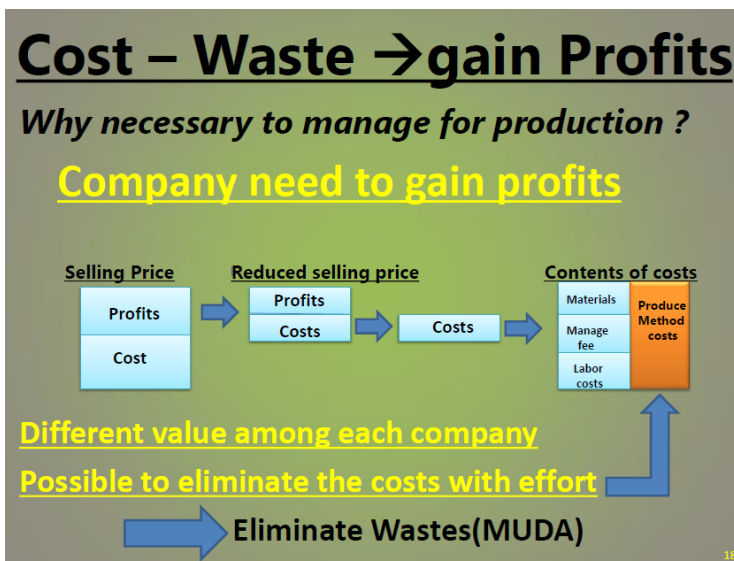 Cost – Waste →gain Profits
Why necessary to manage for production ?
Company need to gain profits
Selling Price
Profits
Cost
Reduced selling price
Profits
Costs
Costs
Contents of costs
Materials
Manage
fee
Labor
costs
Produce
Method
costs
Different value among each company
Possible to eliminate the costs with effort
Eliminate Wastes(MUDA)
18